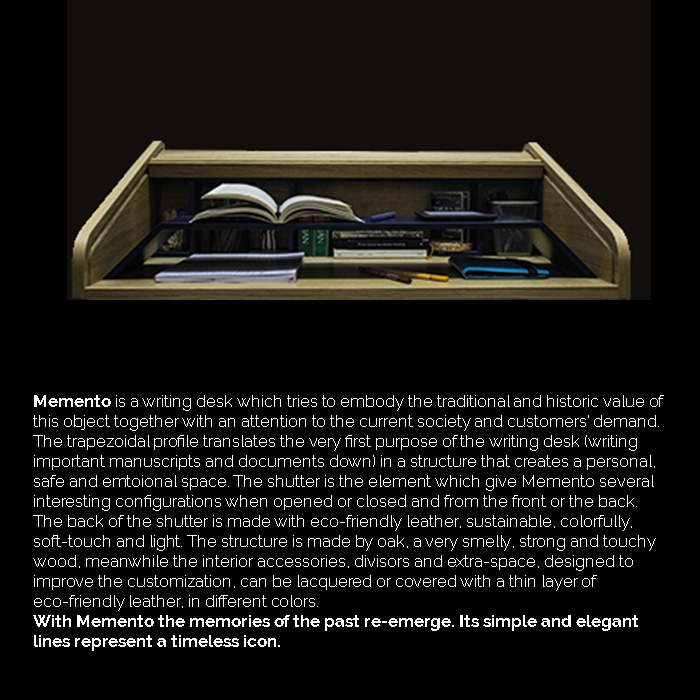 Memento is a writing desk which tries to embody the traditional and historic value of
this object together with an attention to the current society and customers' demand.
The trapezoidal profile translates the very first purpose of the writing desk (writing
important manuscripts and documents down) in a structure that creates a personal,
safe and emtoional space. The shutter is the element which give Memento several
interesting configurations when opened or closed and from the front or the back.
The back of the shutter is made with eco-friendly leather, sustainable, colorfully,
soft-touch and light. The structure is made by oak, a very smelly, strong and touchy
wood, meanwhile the interior accessories, divisors and extra-space, designed to
improve the customization, can be lacquered or covered with a thin layer of
eco-friendly leather, in different colors.
With Memento the memories of the past re-emerge. Its simple and elegant
lines represent a timeless icon.